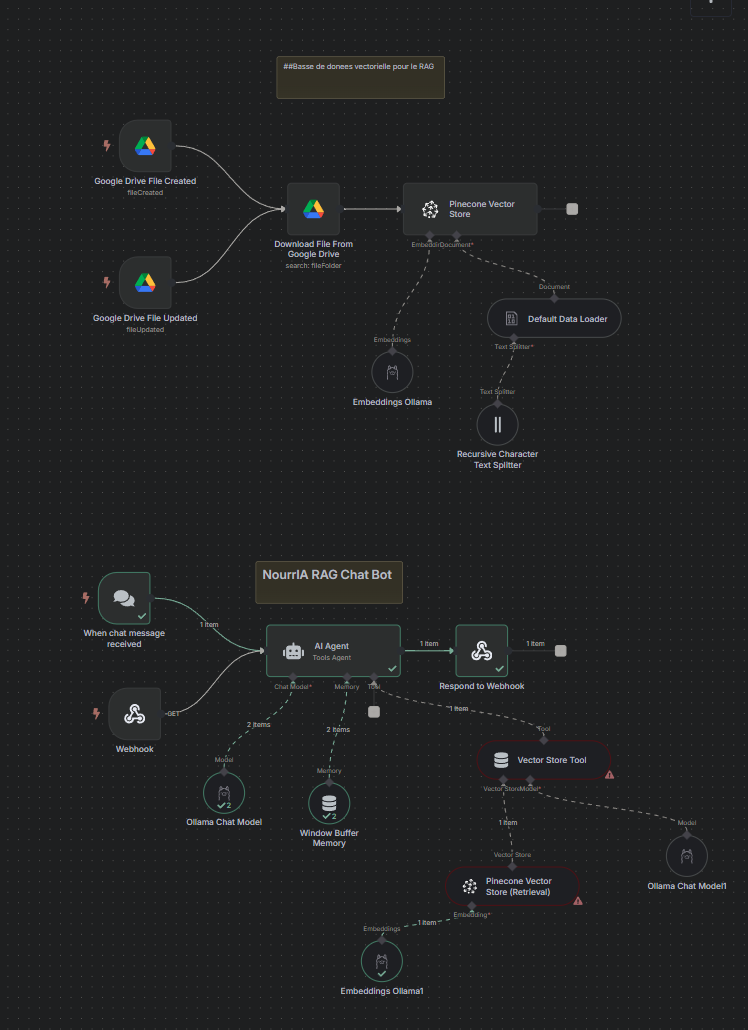 ##Basse de donees vectorielle pour le RAG
Google Drive File Created
fileCreated
Pinecone Vector
Store
Download File From
Google Drive
search: fileFolder
Embeddin
Document*
Google Drive File Updated
fileUpdated
Document
Default Data Loader
Embeddings
Text Splitter*
Embeddings Ollama
Text Splitter
Recursive Character
Text Splitter
NourrIA RAG Chat Bot
When chat message
received
1 item
AI Agent
Tools Agent
1 item
1 item
Respond to Webhook
Chat Model*
Memory
Tool
GET
Webhook
1 item
2 items
2 items
Tool
Vector Store Tool
Model
Memory
Vector Store
Model*
2
2
Ollama Chat Model
Window Buffer
Memory
1 item
Model
Vector Store
Ollama Chat Model1
Pinecone Vector
Store (Retrieval)
Embedding*
1 item
Embeddings
Embeddings Ollama1